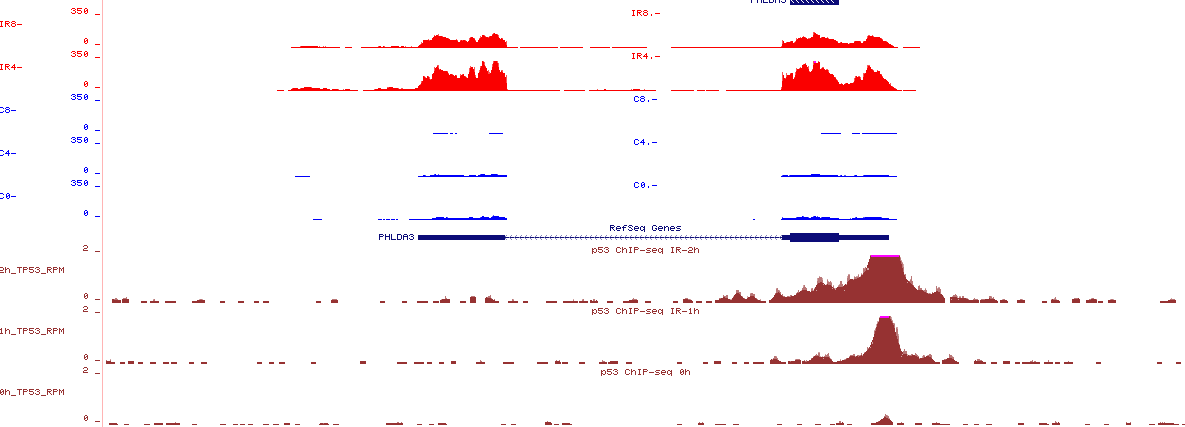 PHLDA3
350
IR8-
IR8.-
0
350
IR4-
IR4.-
0
350
C8-
C8.-
0
350
C4-
C4.-
0
350
C0-
C0.-
0
RefSeq Genes
PHLDA3
2
p53 ChIP-seq IR-2h
2h_TP53_RPM
0
2
p53 ChIP-seq IR-1h
1h_TP53_RPM
0
2
p53 ChIP-seq 0h
0h_TP53_RPM
0